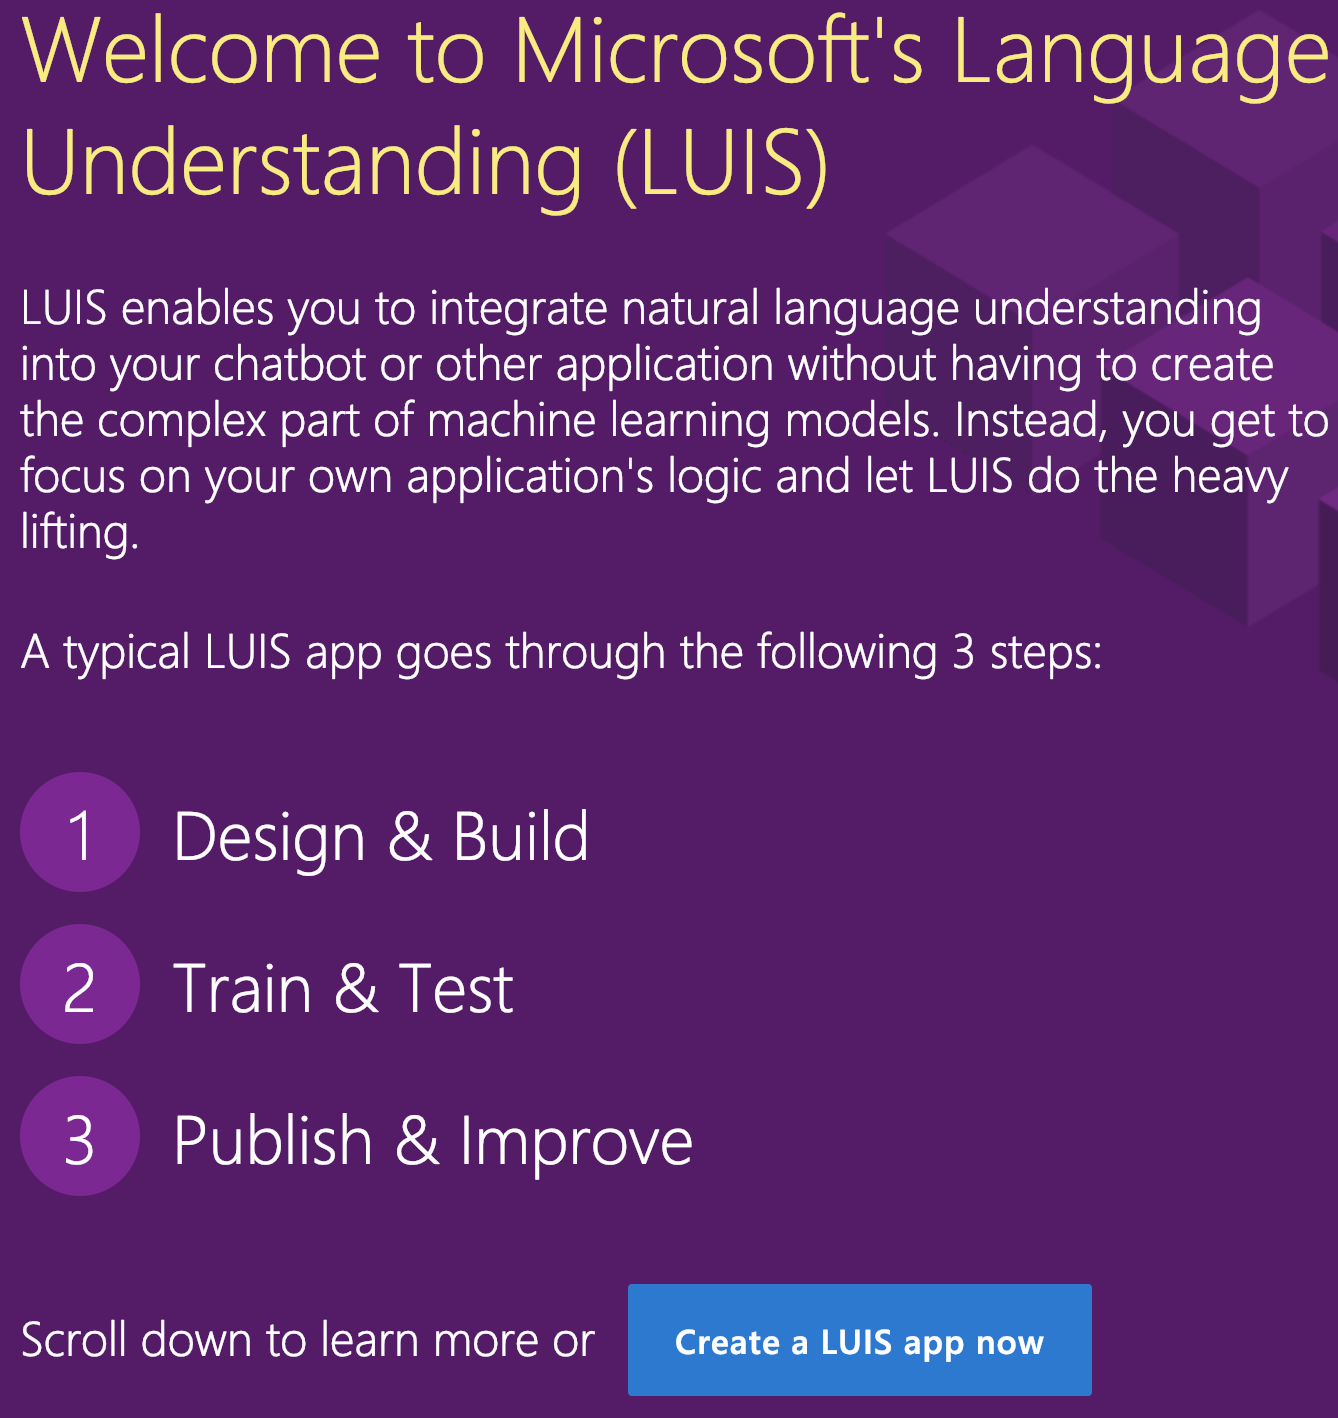 Welcome to Microsoft's Language
Understanding (LUIS)
LUIS enables you to integrate natural language understanding
into your chatbot or other application without having to create
the complex part of machine learning models. Instead, you get to
focus on your own application's logic and let LUIS do the heavy
lifting.
A typical LUIS app goes through the following 3 steps:
1 Design & Build
2 Train & Test
3 Publish & Improve
Scroll down to learn more or Create a LUIS app now